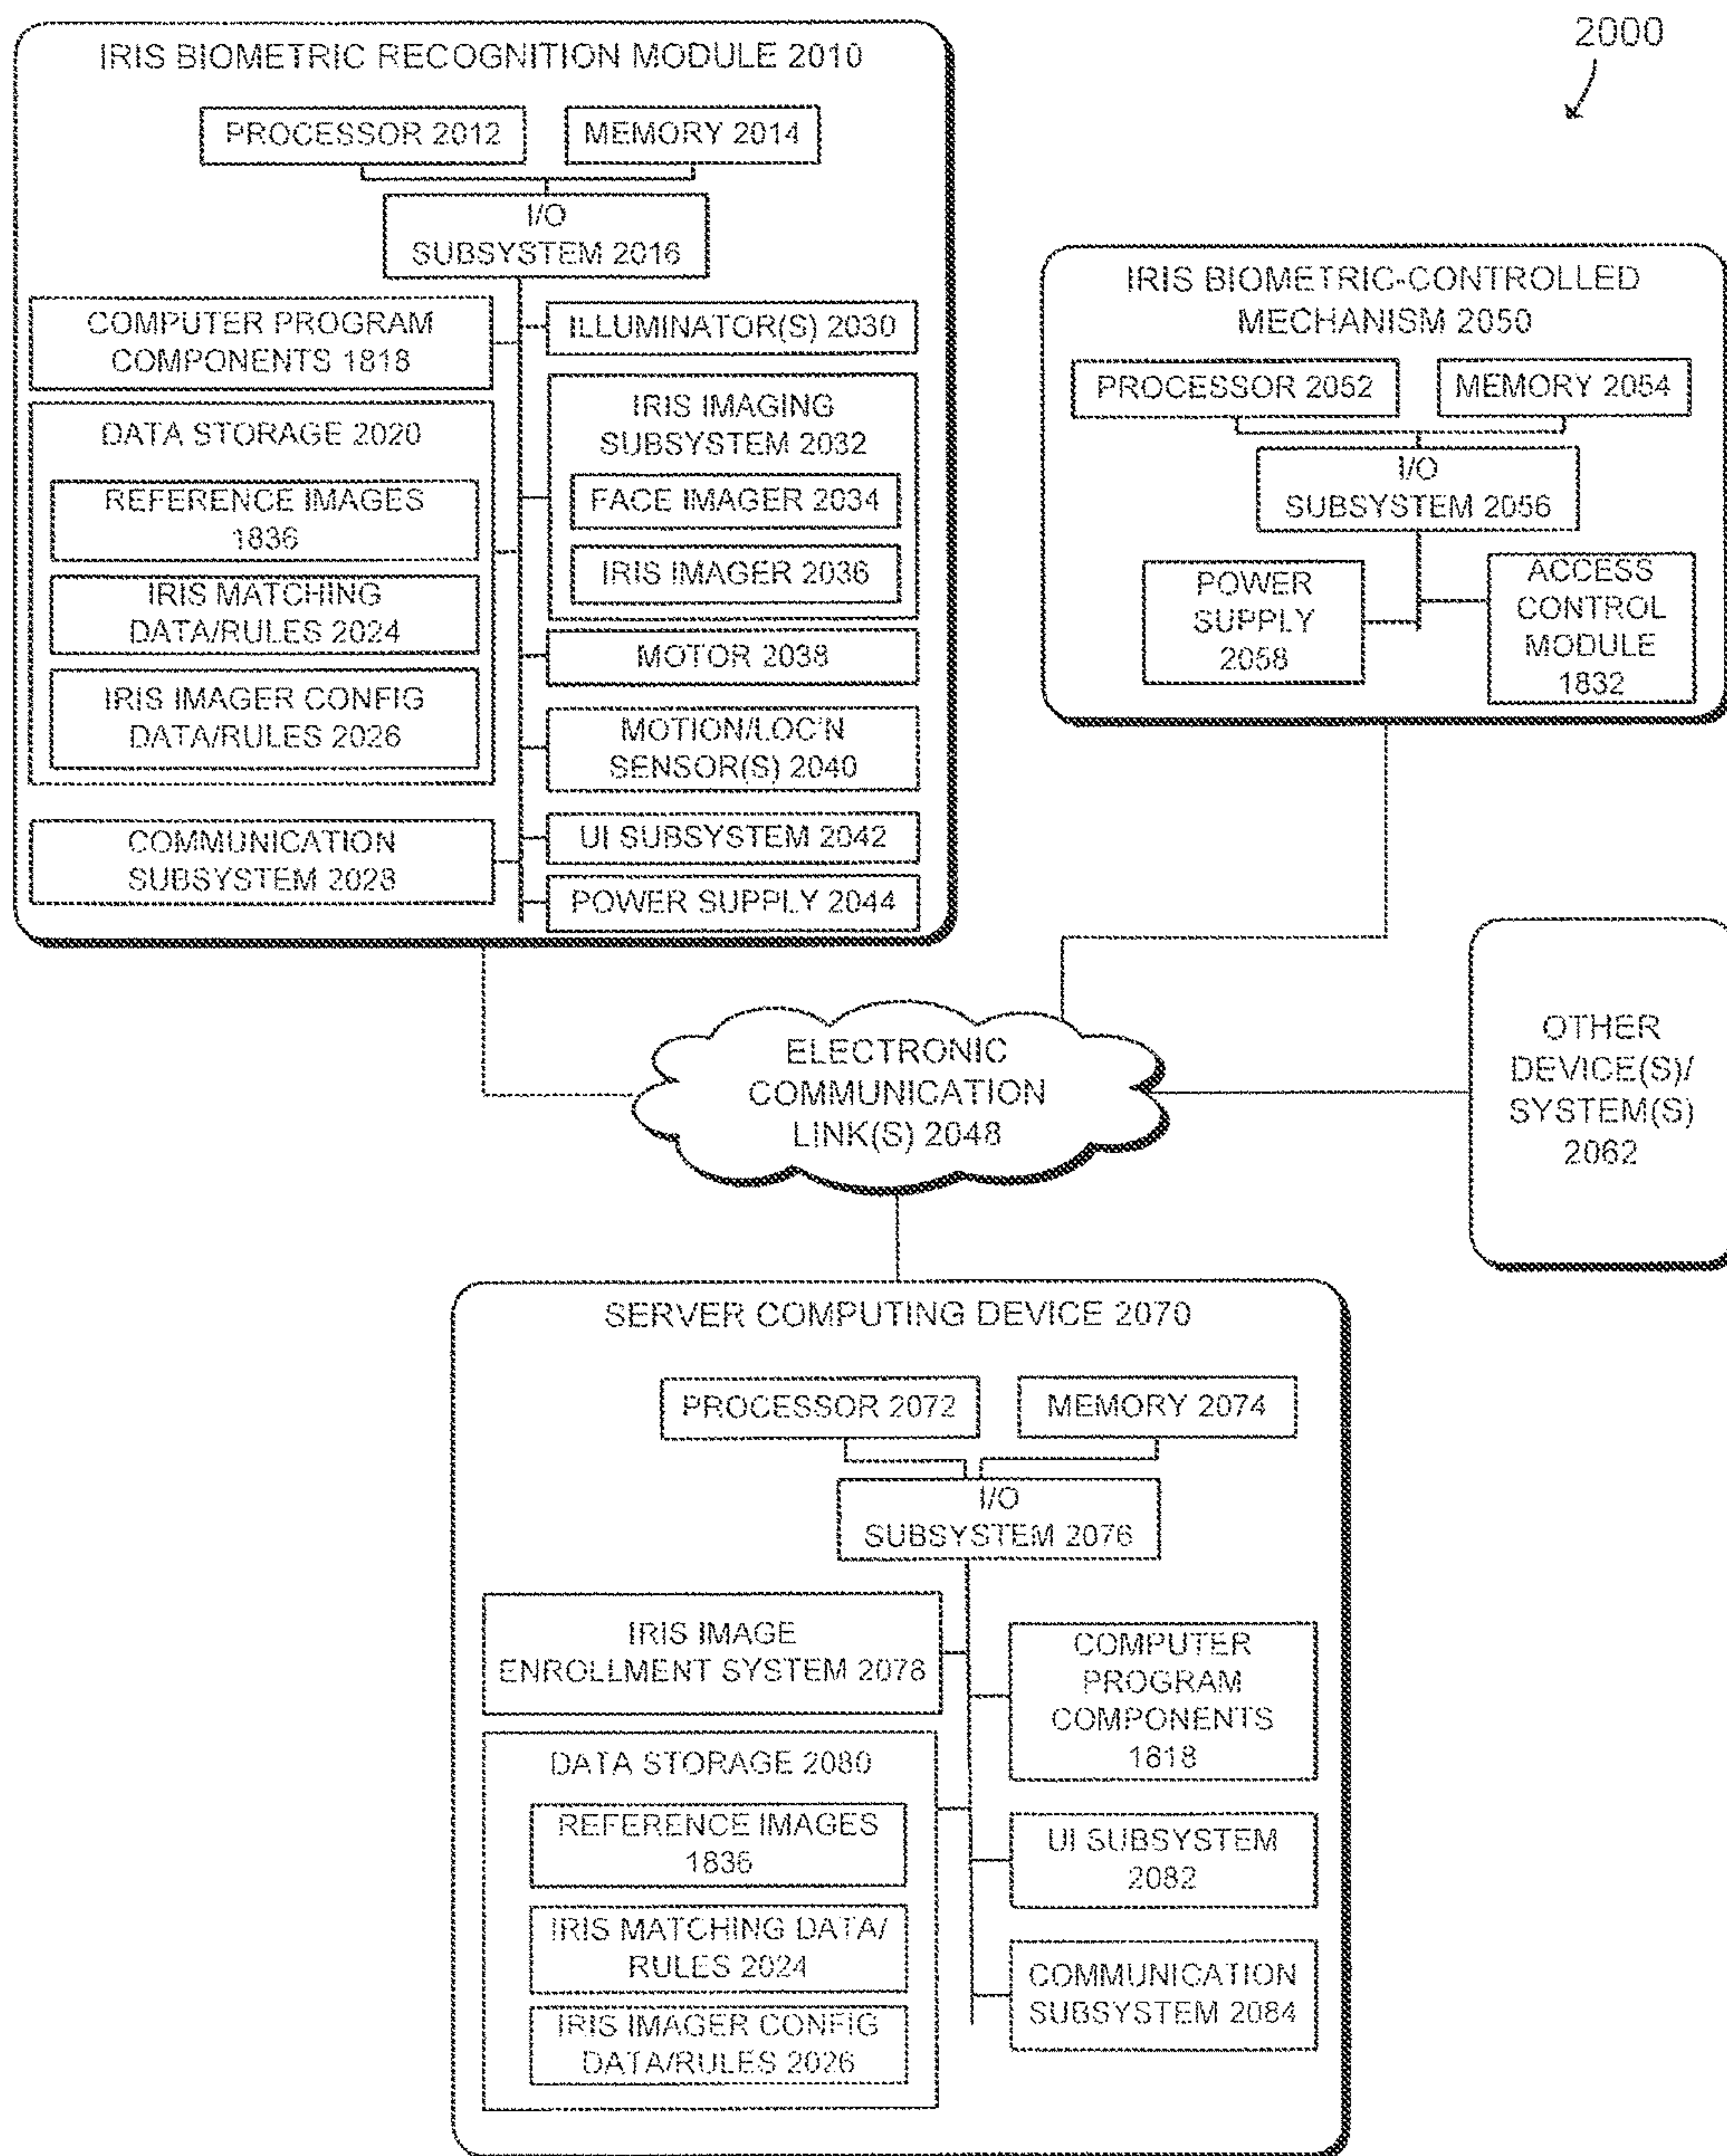 2000
IRIS BIOMETRIC RECOGNITION MODULE 2010
PROCESSOR 2012
MEMORY 2014
I/O
SUBSYSTEM 2016
COMPUTER PROGRAM
COMPONENTS 1818
DATA STORAGE 2020
REFERENCE IMAGES
1836
IRIS MATCHING
DATA/RULES 2024
IRIS IMAGER CONFIG
DATA/RULES 2026
COMMUNICATION
SUBSYSTEM 2028
ILLUMINATOR(S) 2030
IRIS IMAGING
SUBSYSTEM 2032
FACE IMAGER 2034
IRIS IMAGER 2036
MOTOR 2038
MOTION/LOC'N
SENSOR(S) 2040
UI SUBSYSTEM 2042
POWER SUPPLY 2044
IRIS BIOMETRIC-CONTROLLED
MECHANISM 2050
PROCESSOR 2052
MEMORY 2054
I/O
SUBSYSTEM 2056
POWER
SUPPLY
2058
ACCESS
CONTROL
MODULE
1832
ELECTRONIC
COMMUNICATION
LINK(S) 2048
OTHER
DEVICE(S)/
SYSTEM(S)
2062
SERVER COMPUTING DEVICE 2070
PROCESSOR 2072
MEMORY 2074
I/O
SUBSYSTEM 2076
IRIS IMAGE
ENROLLMENT SYSTEM 2078
DATA STORAGE 2080
REFERENCE IMAGES
1836
IRIS MATCHING DATA/
RULES 2024
IRIS IMAGER CONFIG
DATA/RULES 2026
COMPUTER
PROGRAM
COMPONENTS
1818
UI SUBSYSTEM
2082
COMMUNICATION
SUBSYSTEM 2084